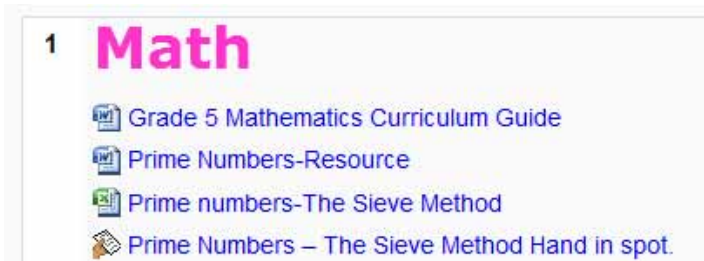 1 Math
Grade 5 Mathematics Curriculum Guide
Prime Numbers-Resource
Prime numbers-The Sieve Method
Prime Numbers – The Sieve Method Hand in spot.